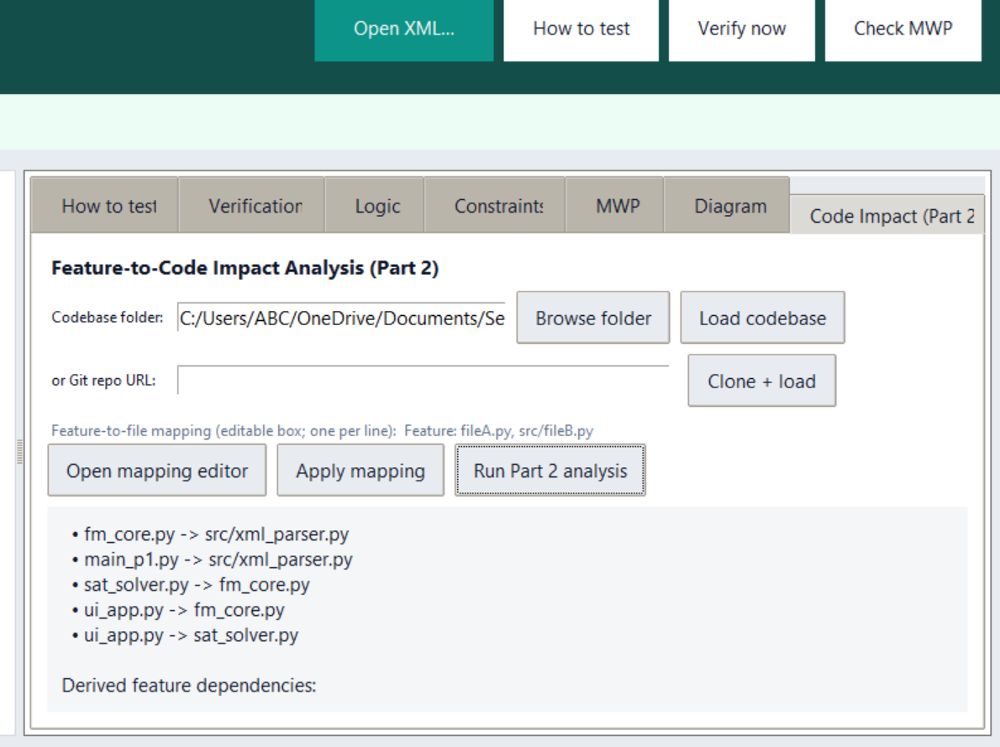 Open XML... How to test Verify now Check MWP
How to test Verification Logic Constraints MWP Diagram Code Impact (Part 2
Feature-to-Code Impact Analysis (Part 2)
Codebase folder: C:/Users/ABC/OneDrive/Documents/Se Browse folder Load codebase
or Git repo URL: Clone + load
Feature-to-file mapping (editable box; one per line): Feature: fileA.py, src/fileB.py
Open mapping editor Apply mapping Run Part 2 analysis
• fm_core.py -> src/xml_parser.py
• main_p1.py -> src/xml_parser.py
• sat_solver.py -> fm_core.py
• ui_app.py -> fm_core.py
• ui_app.py -> sat_solver.py
Derived feature dependencies: